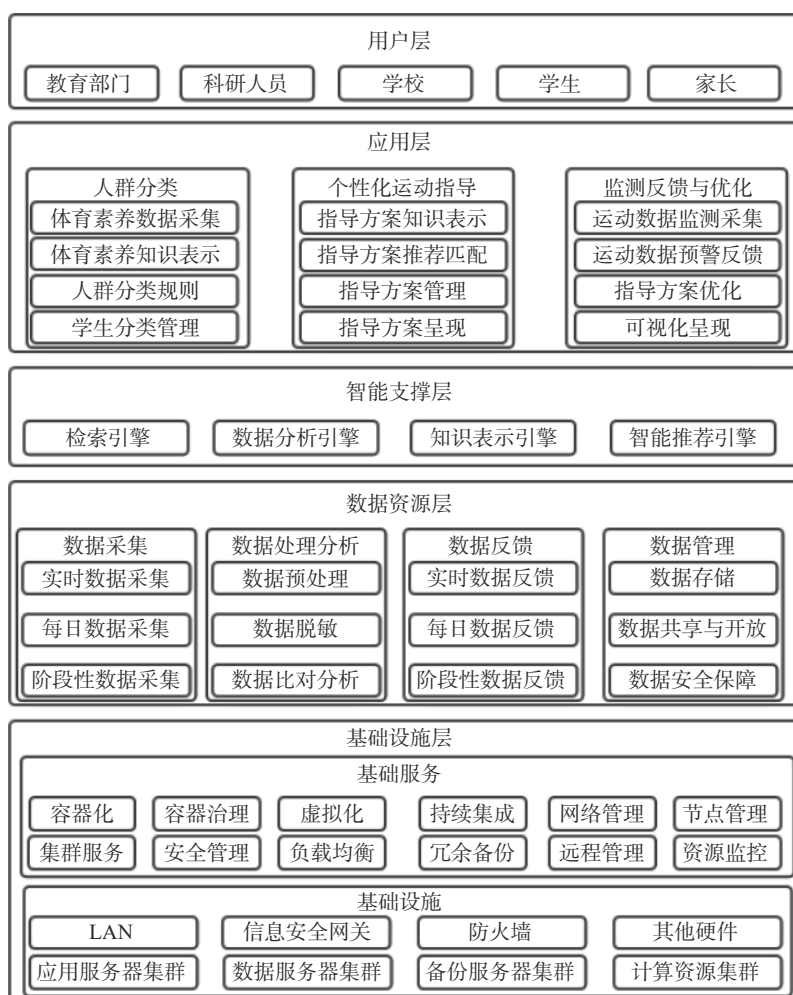 用户层
教育部门 科研人员 学校 学生 家长
应用层
人群分类 个性化运动指导 监测反馈与优化
体育素养数据采集 指导方案知识表示 运动数据监测采集
体育素养知识表示 指导方案推荐匹配 运动数据预警反馈
人群分类规则 指导方案管理 指导方案优化
学生分类管理 指导方案呈现 可视化呈现
智能支撑层
检索引擎 数据分析引擎 知识表示引擎 智能推荐引擎
数据资源层
数据采集 数据处理分析 数据反馈 数据管理
实时数据采集 数据预处理 实时数据反馈 数据存储
每日数据采集 数据脱敏 每日数据反馈 数据共享与开放
阶段性数据采集 数据比对分析 阶段性数据反馈 数据安全保障
基础设施层
基础服务
容器化 容器治理 虚拟化 持续集成 网络管理 节点管理
集群服务 安全管理 负载均衡 冗余备份 远程管理 资源监控
基础设施
LAN 信息安全网关 防火墙 其他硬件
应用服务器集群 数据服务器集群 备份服务器集群 计算资源集群